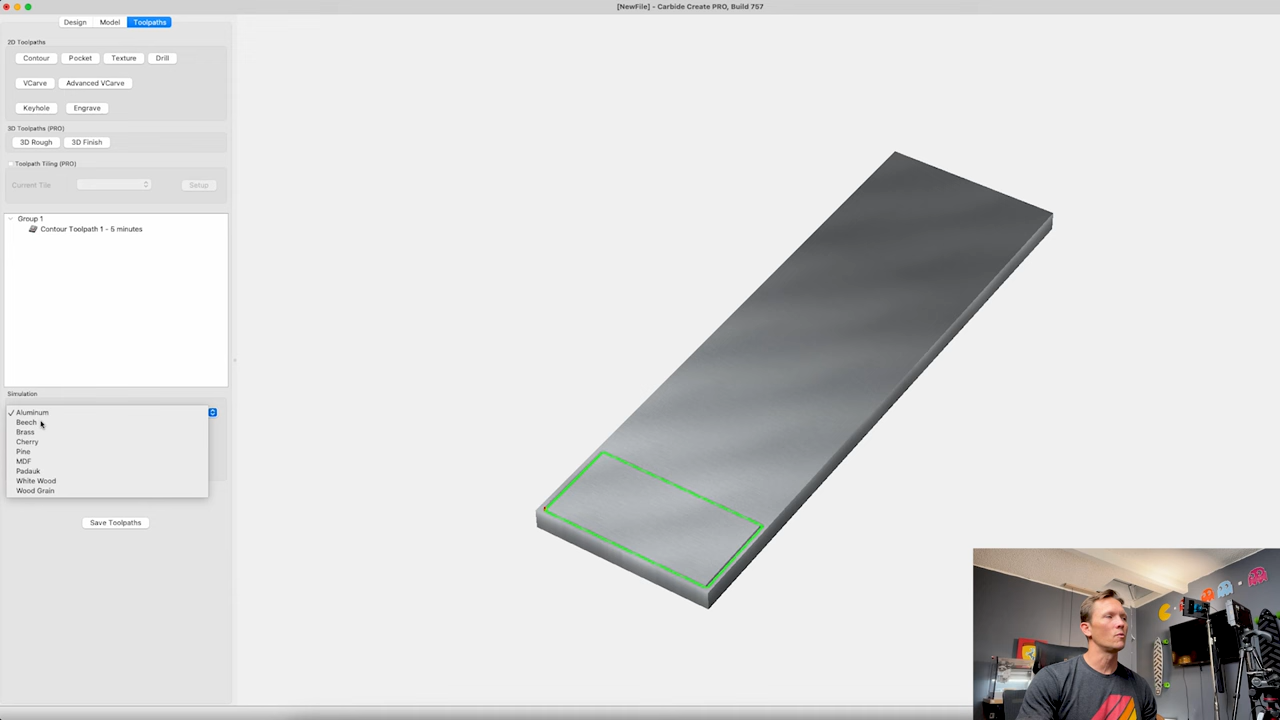 [NewFile] - Carbide Create PRO, Build 757
Design Model Toolpaths
2D Toolpaths
Contour Pocket Texture Drill
VCarve Advanced VCarve
Keyhole Engrave
3D Toolpaths (PRO)
3D Rough 3D Finish
Toolpath Tiling (PRO)
Current Tile Setup
Group 1
Contour Toolpath 1 - 5 minutes
Simulation
✓ Aluminum
Beech
Brass
Cherry
Pine
MDF
Padauk
White Wood
Wood Grain
Save Toolpaths